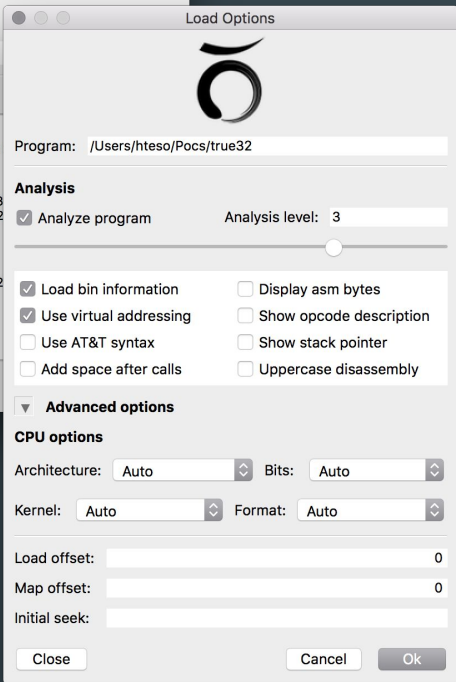 Load Options
Program: /Users/hteso/Pocs/true32
Analysis
Analyze program Analysis level: 3
Load bin information Display asm bytes
Use virtual addressing Show opcode description
Use AT&T syntax Show stack pointer
Add space after calls Uppercase disassembly
Advanced options
CPU options
Architecture: Auto Bits: Auto
Kernel: Auto Format: Auto
Load offset: 0
Map offset: 0
Initial seek:
Close Cancel Ok